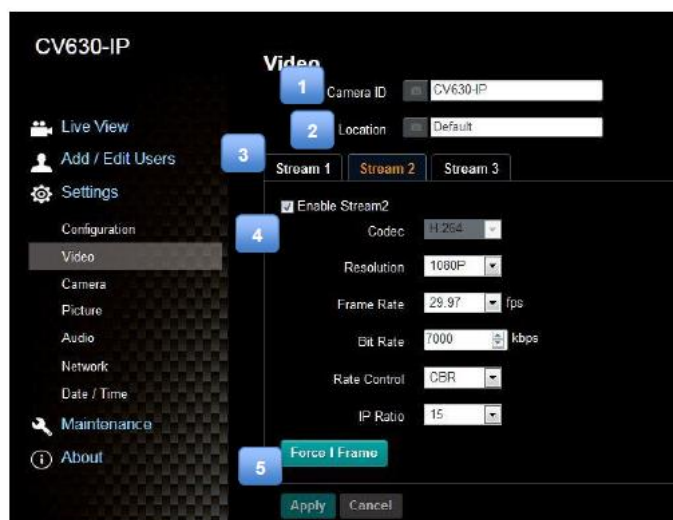 CV630-IP
Video
1
Camera ID
CV630-IP
2
Location
Default
Live View
Add / Edit Users
Settings
Configuration
Video
Camera
Picture
Audio
Network
Date / Time
Maintenance
About
3
Stream 1 Stream 2 Stream 3
Enable Stream2
4
Codec H.264
Resolution 1080P
Frame Rate 29.97 fps
Bit Rate 7000 kbps
Rate Control CBR
IP Ratio 15
5
Force I Frame
Apply Cancel